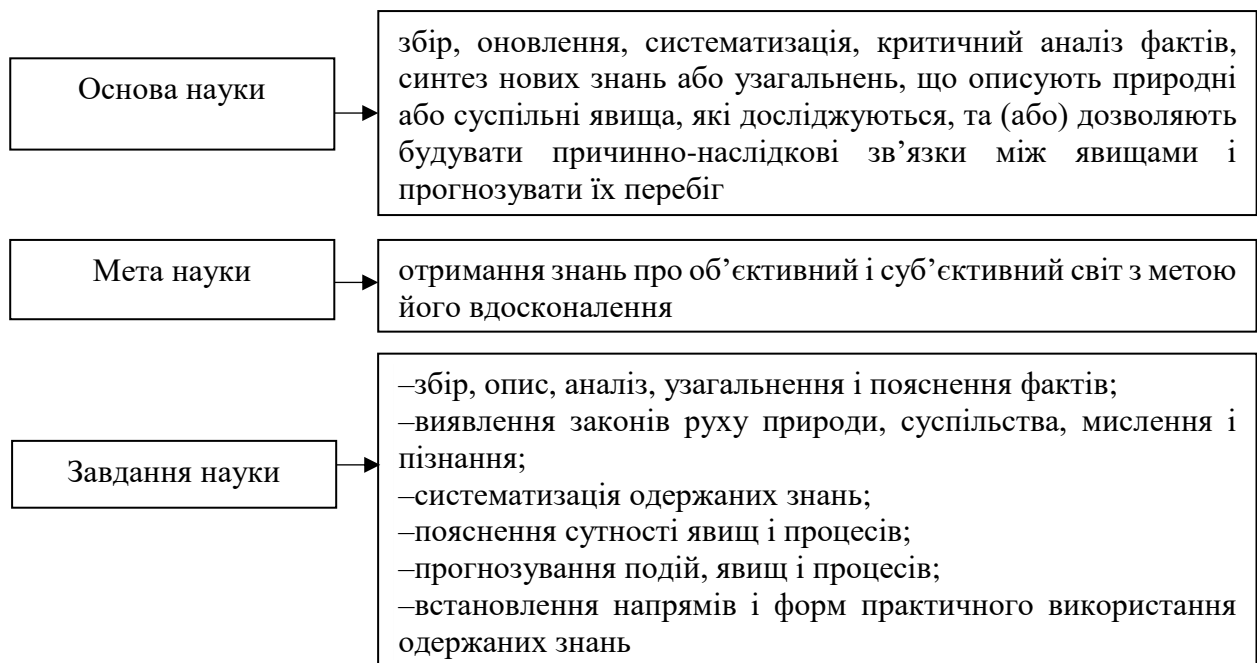 Основа науки
збір, оновлення, систематизація, критичний аналіз фактів,
синтез нових знань або узагальнень, що описують природні
або суспільні явища, які досліджуються, та (або) дозволяють
будувати причинно-наслідкові зв’язки між явищами і
прогнозувати їх перебіг
Мета науки
отримання знань про об’єктивний і суб’єктивний світ з метою
його вдосконалення
Завдання науки
–збір, опис, аналіз, узагальнення і пояснення фактів;
–виявлення законів руху природи, суспільства, мислення і
пізнання;
–систематизація одержаних знань;
–пояснення сутності явищ і процесів;
–прогнозування подій, явищ і процесів;
–встановлення напрямів і форм практичного використання
одержаних знань